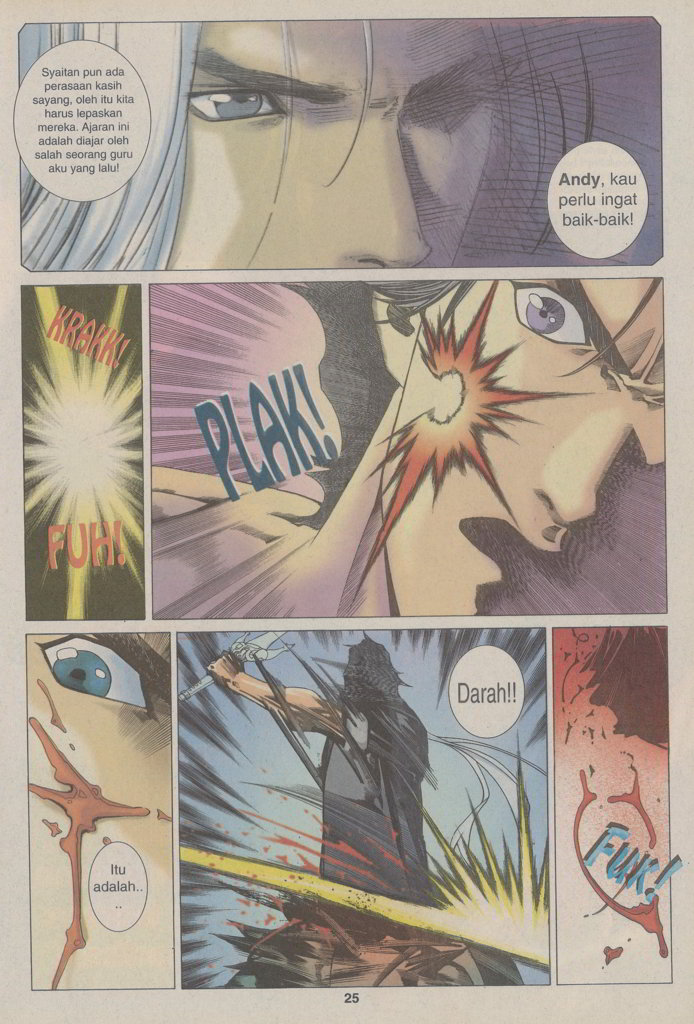 Syaitan pun ada
perasaan kasih
sayang, oleh itu kita
harus lepaskan
mereka. Ajaran ini
adalah diajar oleh
salah seorang guru
aku yang lalu!
Andy, kau
perlu ingat
baik-baik!
KRAKK!
FUH!
PLAK!
Itu
adalah..
..
Darah!!
FUK!
25